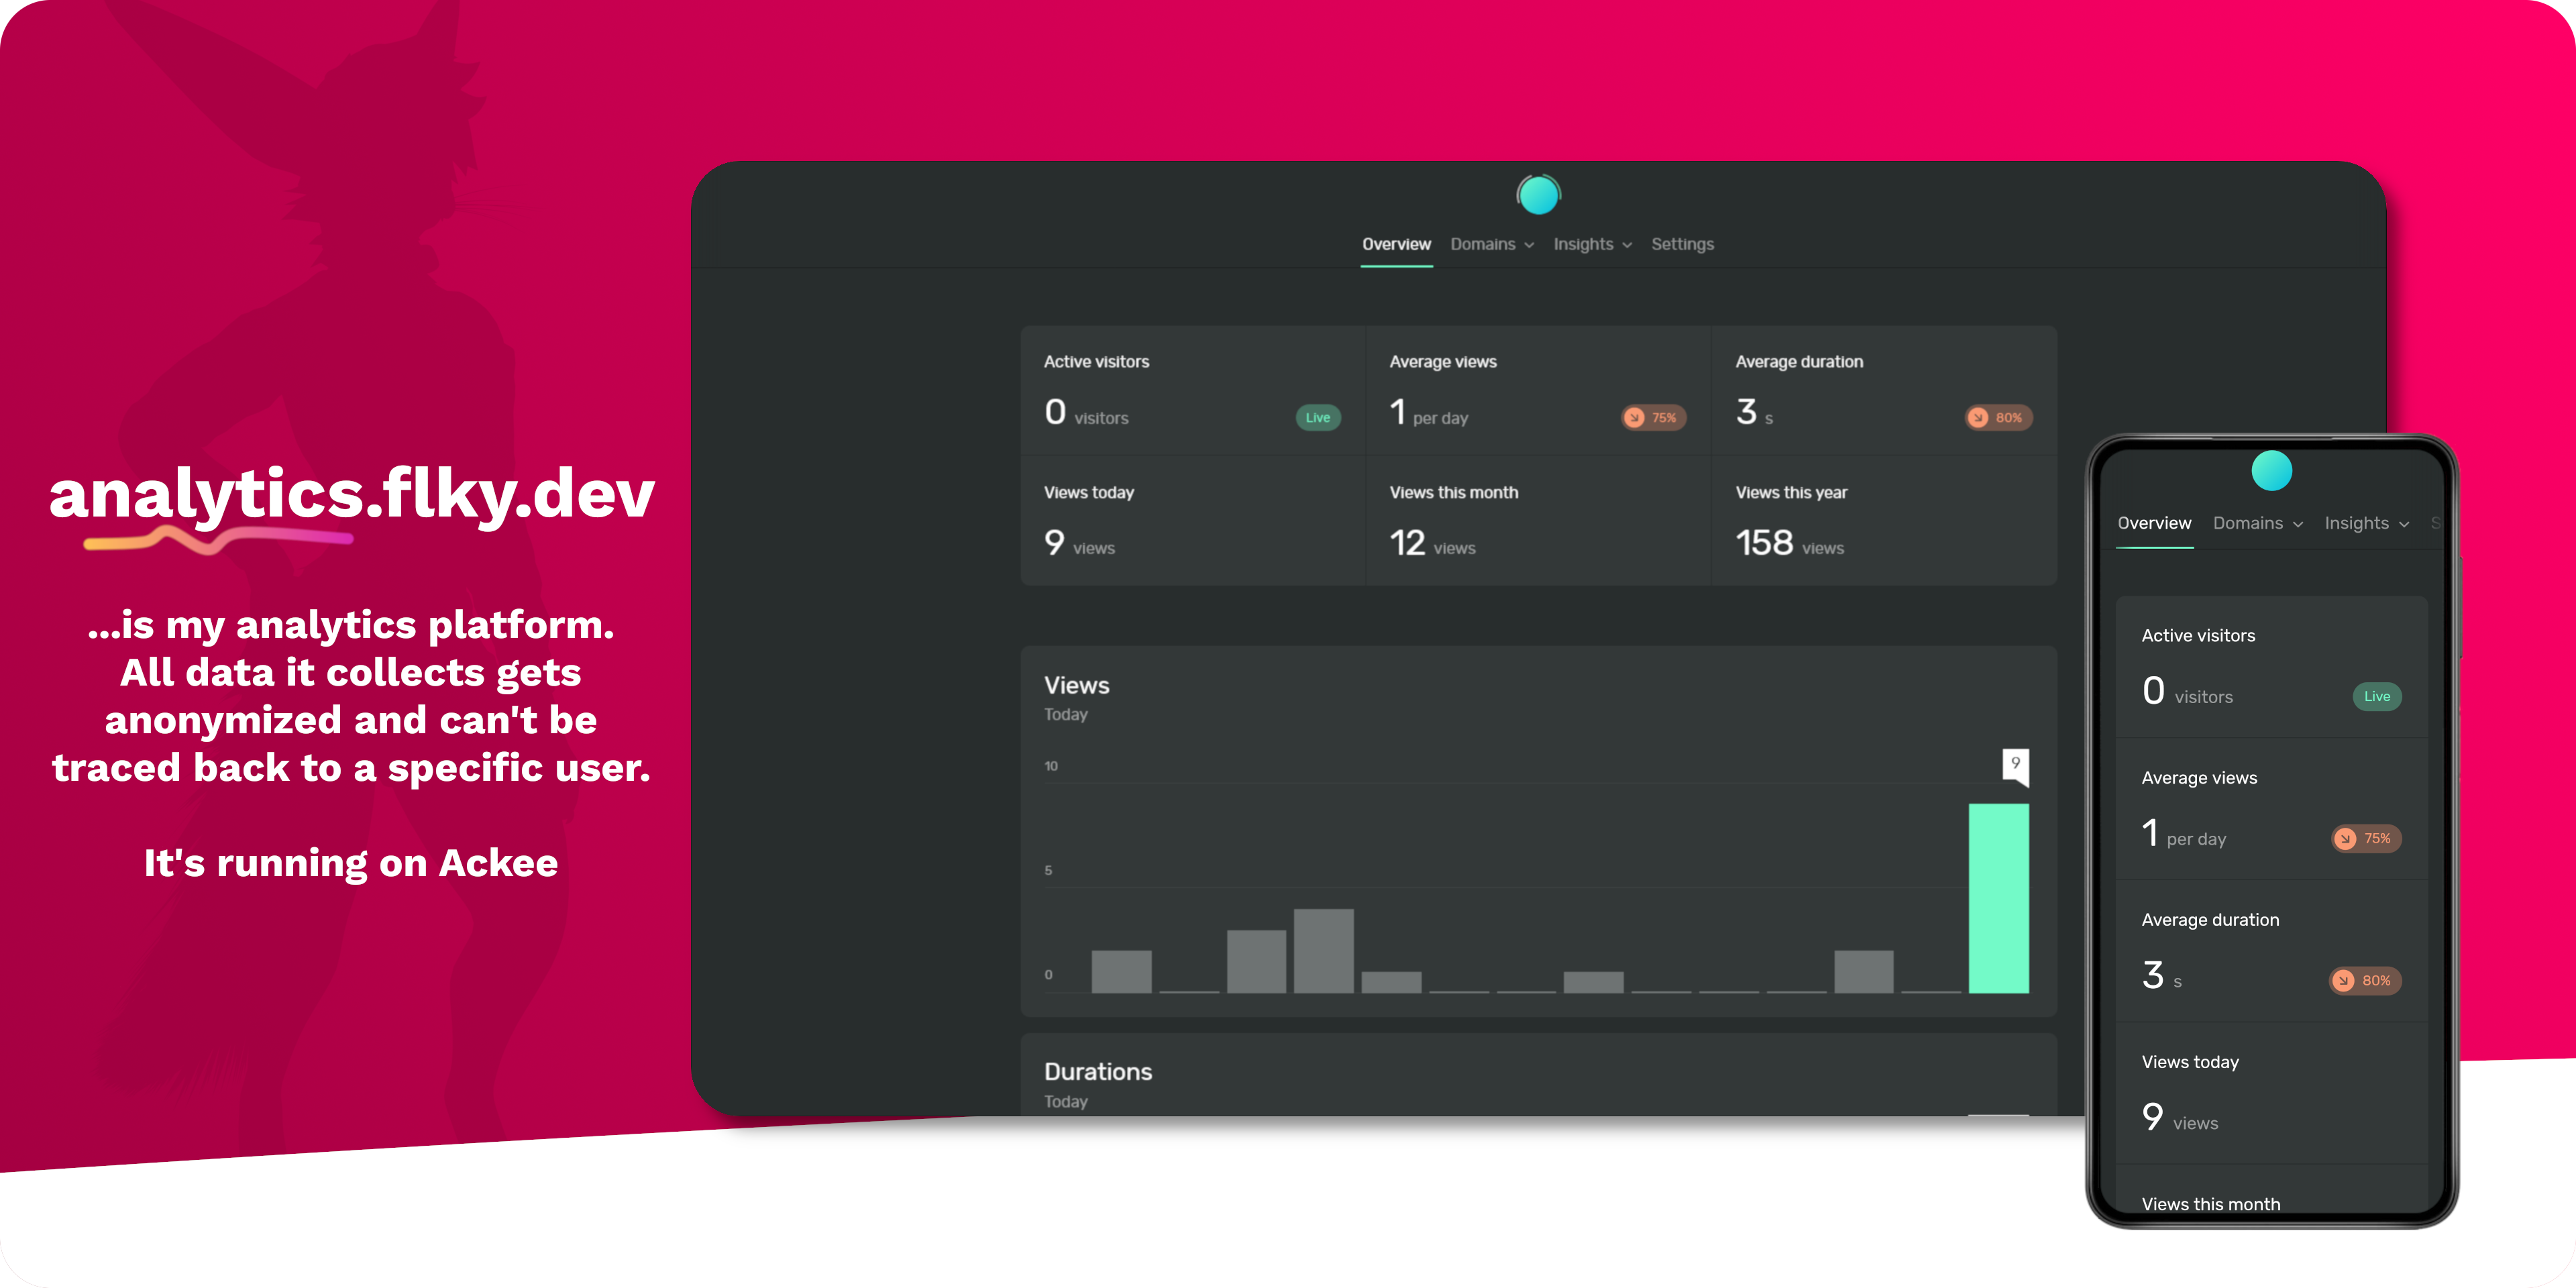 analytics.flky.dev
...is my analytics platform.
All data it collects gets
anonymized and can't be
traced back to a specific user.
It's running on Ackee
Overview Domains Insights Settings
Active visitors
0 visitors Live
Average views
1 per day 75%
Average duration
3 s 80%
Views today
9 views
Views this month
12 views
Views this year
158 views
Views
Today
10
5
0
9
Durations
Today
Overview Domains Insights S
Active visitors
0 visitors Live
Average views
1 per day 75%
Average duration
3 s 80%
Views today
9 views
Views this month